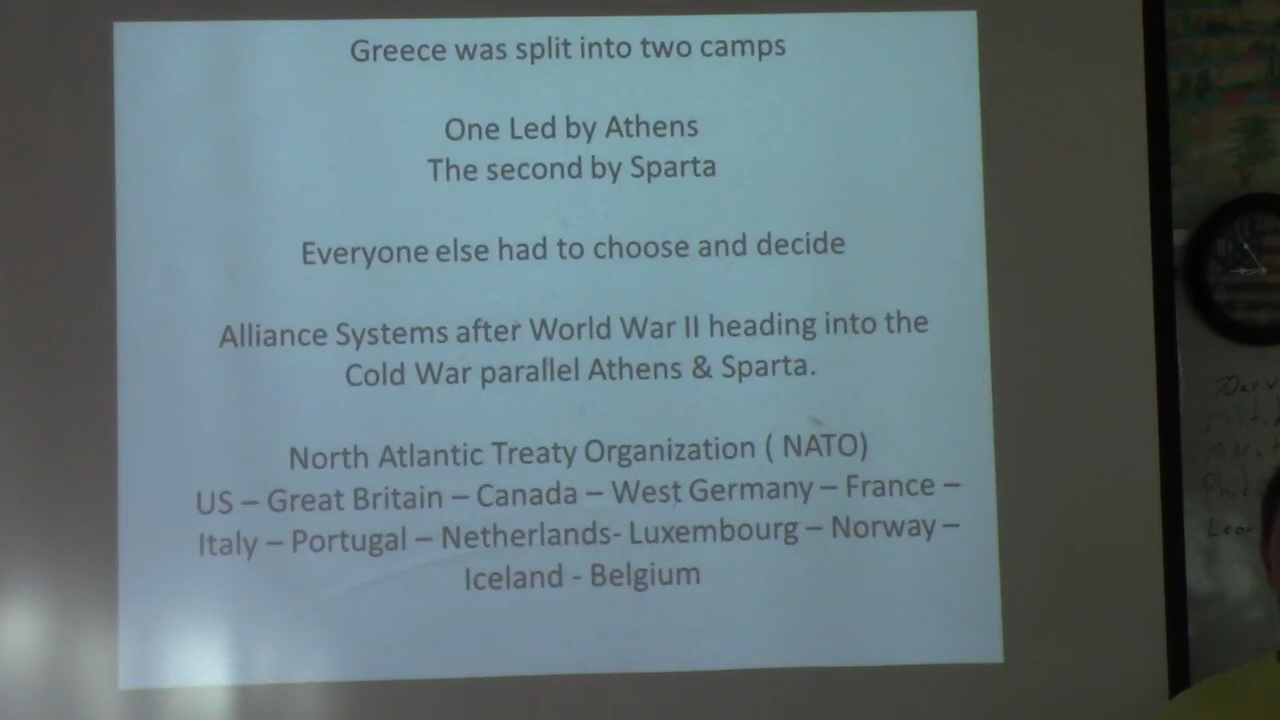 Greece was split into two camps
One Led by Athens
The second by Sparta
Everyone else had to choose and decide
Alliance Systems after World War II heading into the
Cold War parallel Athens & Sparta.
North Atlantic Treaty Organization ( NATO)
US – Great Britain – Canada – West Germany – France –
Italy – Portugal – Netherlands- Luxembourg – Norway –
Iceland - Belgium